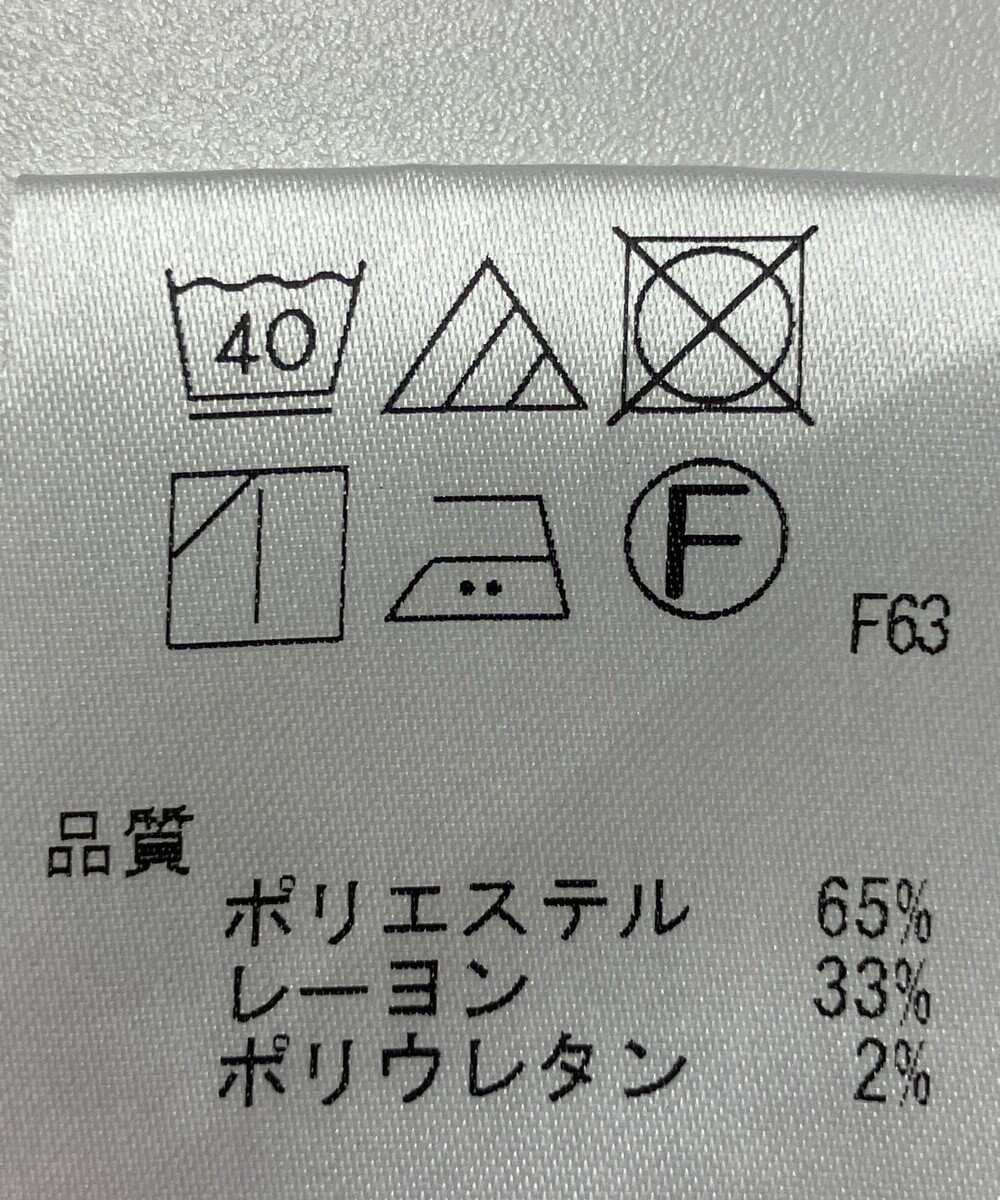 40
F
F63
品質
ポリエステル 65%
レーヨン 33%
ポリウレタン 2%